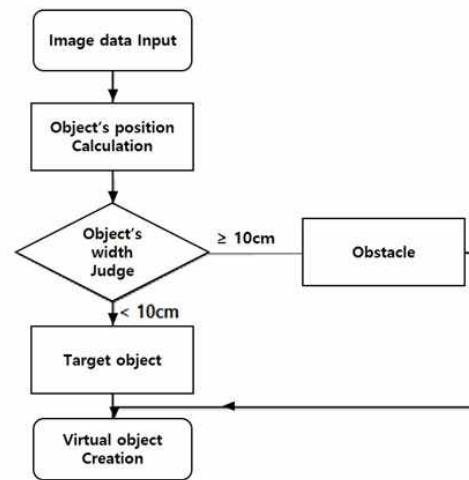 Image data Input
Object's position
Calculation
Object's
width
Judge
≥ 10cm
Obstacle
< 10cm
Target object
Virtual object
Creation